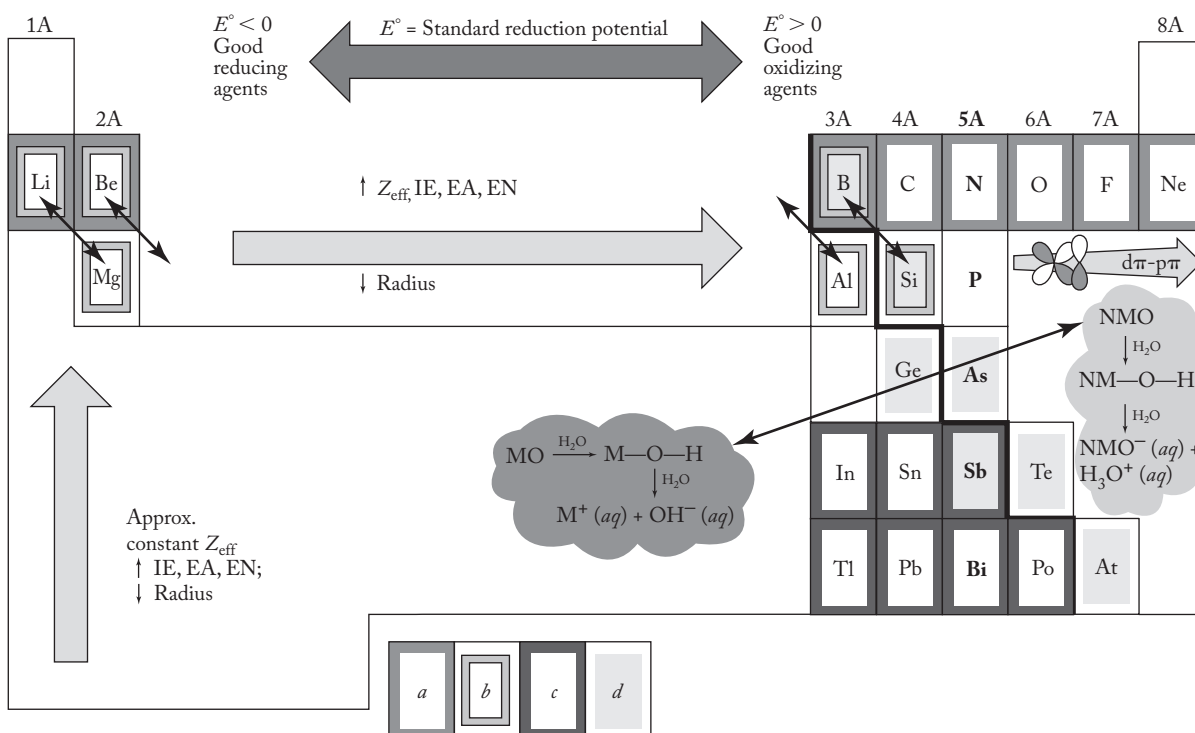 1A
E° < 0
Good
reducing
agents
E° = Standard reduction potential
E° > 0
Good
oxidizing
agents
8A
2A
3A 4A 5A 6A 7A
Li Be
B C N O F Ne
↑ Z_eff, IE, EA, EN
Mg
Al Si P
dπ-pπ
↓ Radius
NMO
↓ H₂O
NM—O—H
↓ H₂O
NMO⁻ (aq) +
H₃O⁺ (aq)
Ge As
MO —H₂O→ M—O—H
↓ H₂O
M⁺ (aq) + OH⁻ (aq)
In Sn Sb Te
Approx.
constant Z_eff
↑ IE, EA, EN;
↓ Radius
Tl Pb Bi Po At
a b c d